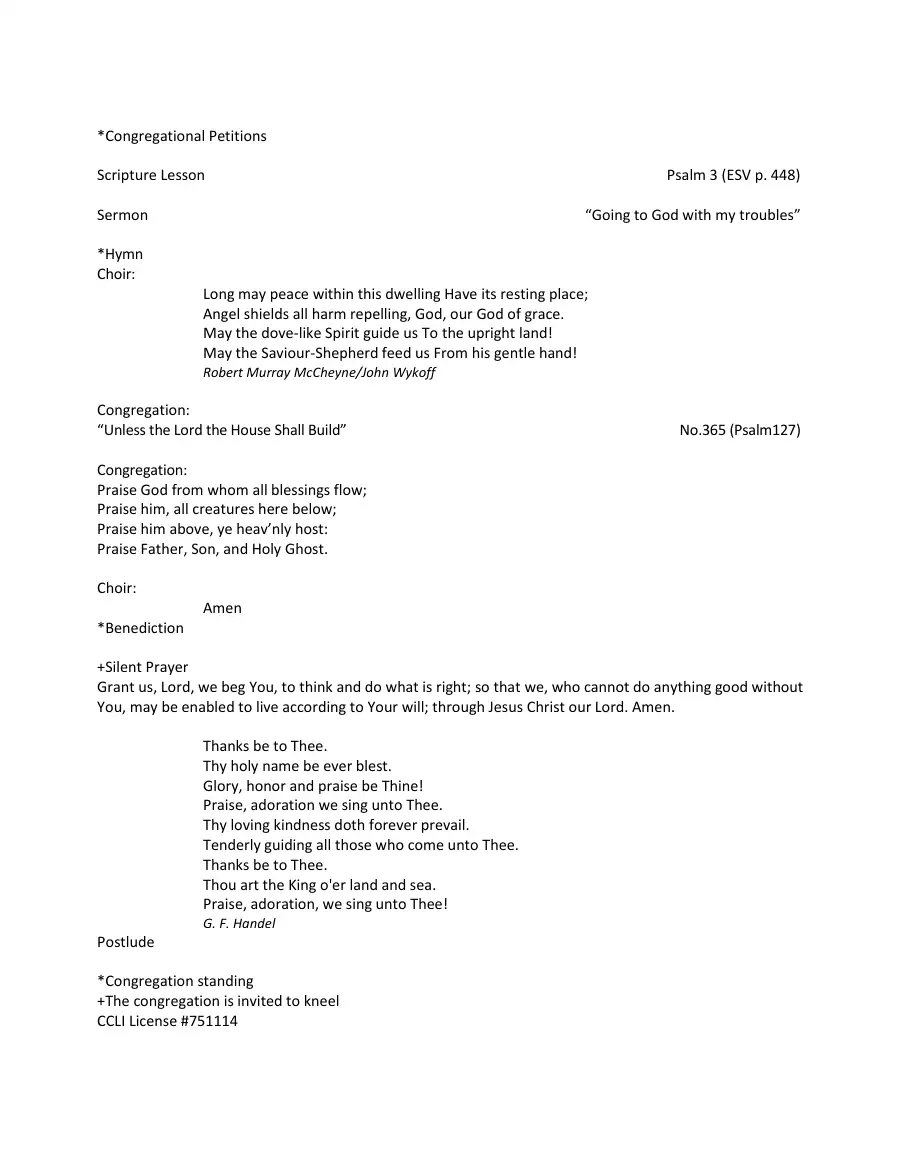 *Congregational Petitions
Scripture Lesson Psalm 3 (ESV p. 448)
Sermon “Going to God with my troubles”
*Hymn
Choir:
Long may peace within this dwelling Have its resting place;
Angel shields all harm repelling, God, our God of grace.
May the dove-like Spirit guide us To the upright land!
May the Saviour-Shepherd feed us From his gentle hand!
Robert Murray McCheyne/John Wykoff
Congregation:
“Unless the Lord the House Shall Build” No.365 (Psalm127)
Congregation:
Praise God from whom all blessings flow;
Praise him, all creatures here below;
Praise him above, ye heav’nly host:
Praise Father, Son, and Holy Ghost.
Choir:
Amen
*Benediction
+Silent Prayer
Grant us, Lord, we beg You, to think and do what is right; so that we, who cannot do anything good without
You, may be enabled to live according to Your will; through Jesus Christ our Lord. Amen.
Thanks be to Thee.
Thy holy name be ever blest.
Glory, honor and praise be Thine!
Praise, adoration we sing unto Thee.
Thy loving kindness doth forever prevail.
Tenderly guiding all those who come unto Thee.
Thanks be to Thee.
Thou art the King o'er land and sea.
Praise, adoration, we sing unto Thee!
G. F. Handel
Postlude
*Congregation standing
+The congregation is invited to kneel
CCLI License #751114